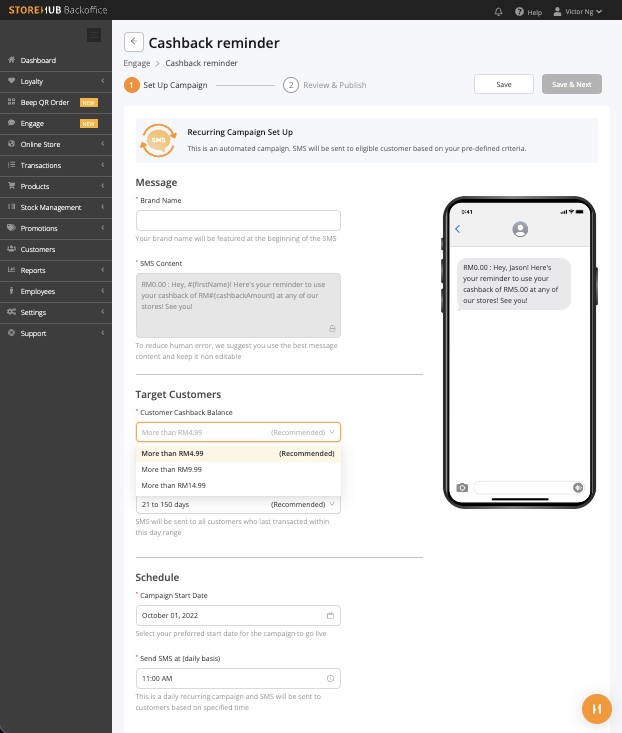 STOREHUB Backoffice
Help
Victor Ng
Dashboard
Loyalty
Beep QR Order NEW
Engage NEW
Online Store
Transactions
Products
Stock Management
Promotions
Customers
Reports
Employees
Settings
Support
Cashback reminder
Engage > Cashback reminder
1 Set Up Campaign
2 Review & Publish
Save
Save & Next
SMS
Recurring Campaign Set Up
This is an automated campaign. SMS will be sent to eligible customer based on your pre-defined criteria.
Message
* Brand Name
Your brand name will be featured at the beginning of the SMS
* SMS Content
RM0.00 : Hey, #{firstName}! Here's your reminder to use
your cashback of RM#{cashbackAmount} at any of our
stores! See you!
To reduce human error, we suggest you use the best message
content and keep it non editable
Target Customers
* Customer Cashback Balance
More than RM4.99 (Recommended)
More than RM4.99 (Recommended)
More than RM9.99
More than RM14.99
21 to 150 days (Recommended)
SMS will be sent to all customers who last transacted within
this day range
Schedule
* Campaign Start Date
October 01, 2022
Select your preferred start date for the campaign to go live
* Send SMS at (daily basis)
11:00 AM
This is a daily recurring campaign and SMS will be sent to
customers based on specified time
9:41
RM0.00 : Hey, Jason! Here's
your reminder to use your
cashback of RM5.00 at any of
our stores! See you!